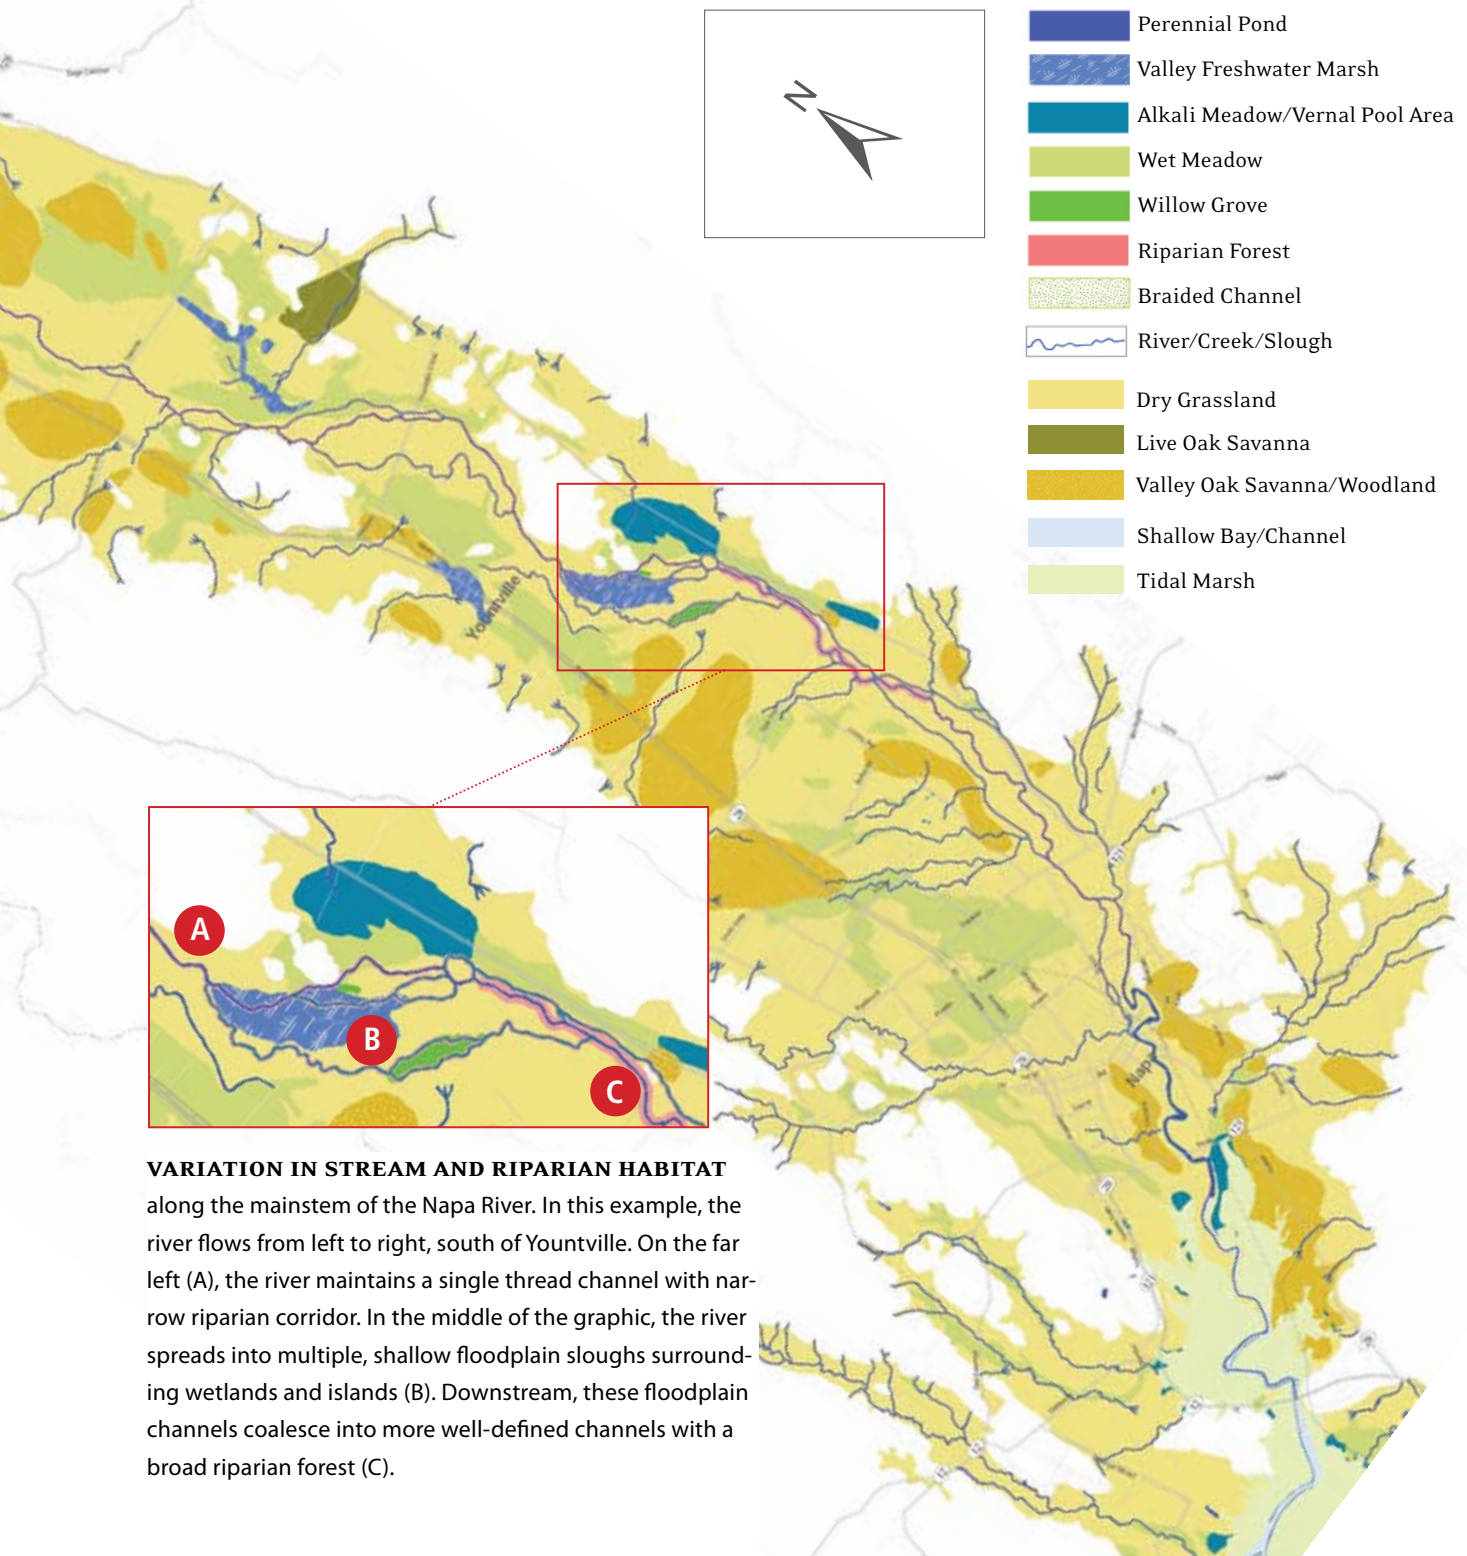 N
Perennial Pond
Valley Freshwater Marsh
Alkali Meadow/Vernal Pool Area
Wet Meadow
Willow Grove
Riparian Forest
Braided Channel
River/Creek/Slough
Dry Grassland
Live Oak Savanna
Valley Oak Savanna/Woodland
Shallow Bay/Channel
Tidal Marsh
Yountville
Napa
121
A
B
C
VARIATION IN STREAM AND RIPARIAN HABITAT
along the mainstem of the Napa River. In this example, the
river flows from left to right, south of Yountville. On the far
left (A), the river maintains a single thread channel with nar-
row riparian corridor. In the middle of the graphic, the river
spreads into multiple, shallow floodplain sloughs surround-
ing wetlands and islands (B). Downstream, these floodplain
channels coalesce into more well-defined channels with a
broad riparian forest (C).